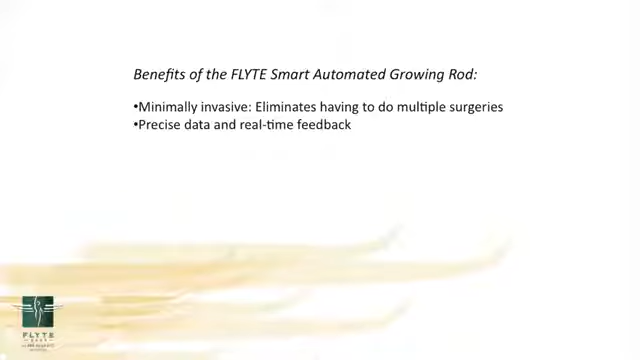 Benefits of the FLYTE Smart Automated Growing Rod:
•Minimally invasive: Eliminates having to do multiple surgeries
•Precise data and real-time feedback
FLYTE